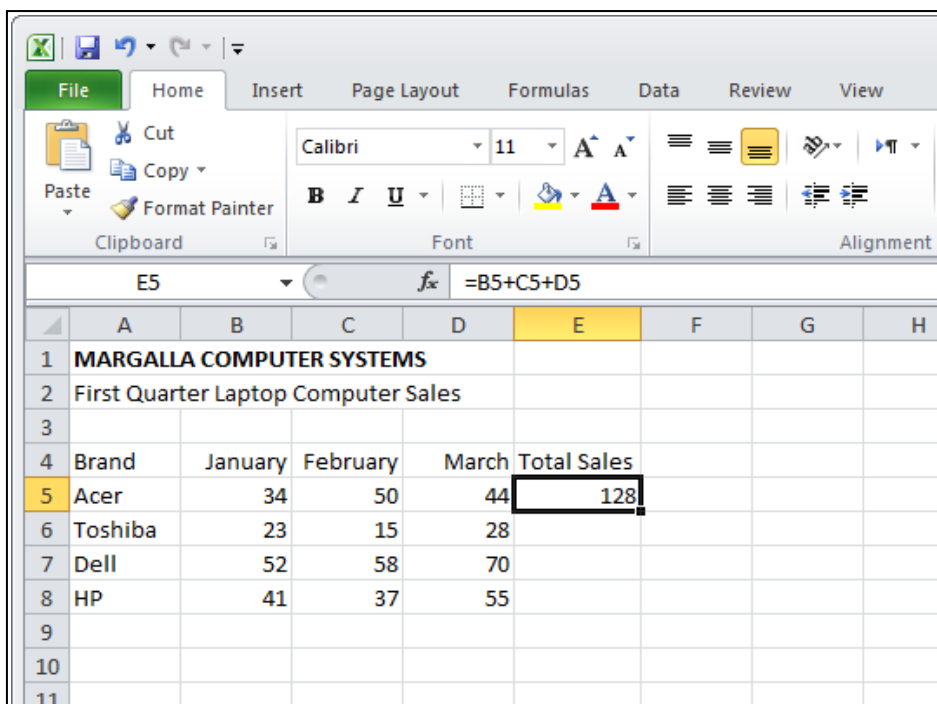 File Home Insert Page Layout Formulas Data Review View
Cut
Copy
Paste
Format Painter
Calibri 11 A A
B I U A
Clipboard Font Alignment
E5 fx =B5+C5+D5
A B C D E F G H
1 MARGALLA COMPUTER SYSTEMS
2 First Quarter Laptop Computer Sales
3
4 Brand January February March Total Sales
5 Acer 34 50 44 128
6 Toshiba 23 15 28
7 Dell 52 58 70
8 HP 41 37 55
9
10
11